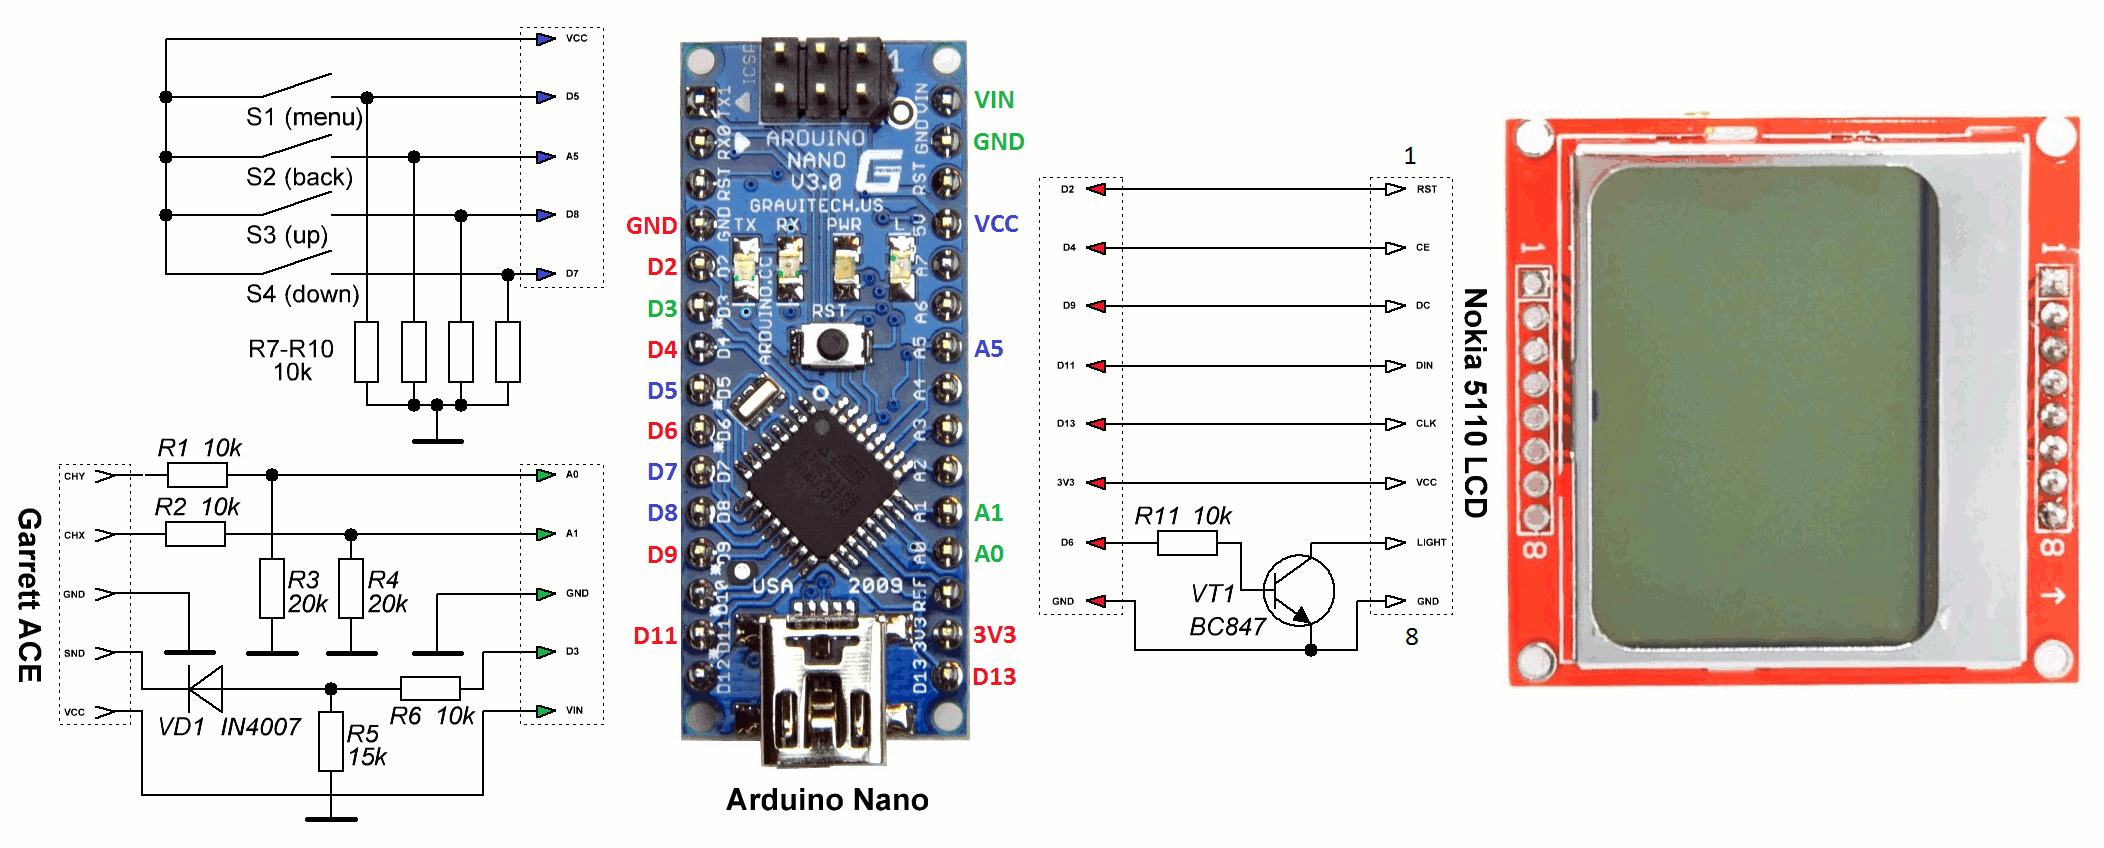 VCC
D5
S1 (menu)
A5
S2 (back)
D8
S3 (up)
D7
S4 (down)
R7-R10
10k
Garrett ACE
CHY
R1 10k
A0
CHX
R2 10k
A1
GND
R3
20k
R4
20k
GND
SND
D3
VD1 IN4007
R6 10k
VCC
R5
15k
VIN
GND
D2
D3
D4
D5
D6
D7
D8
D9
D11
ICSP
1
TX1
RX0
RST
GND
D2
D3
D4
D5
D6
D7
D8
D9
D10
D11
D12
ARDUINO
NANO
V3.0
G
GRAVITECH.US
TX
RX
PWR
L
ARDUINO.CC
RST
USA
2009
VIN
GND
RST
5V
A7
A6
A5
A4
A3
A2
A1
A0
REF
3V3
D13
VIN
GND
VCC
A5
A1
A0
3V3
D13
Arduino Nano
1
D2
RST
D4
CE
D9
DC
D11
DIN
D13
CLK
3V3
VCC
R11 10k
D6
LIGHT
VT1
BC847
GND
GND
8
Nokia 5110 LCD
1
8
1
8